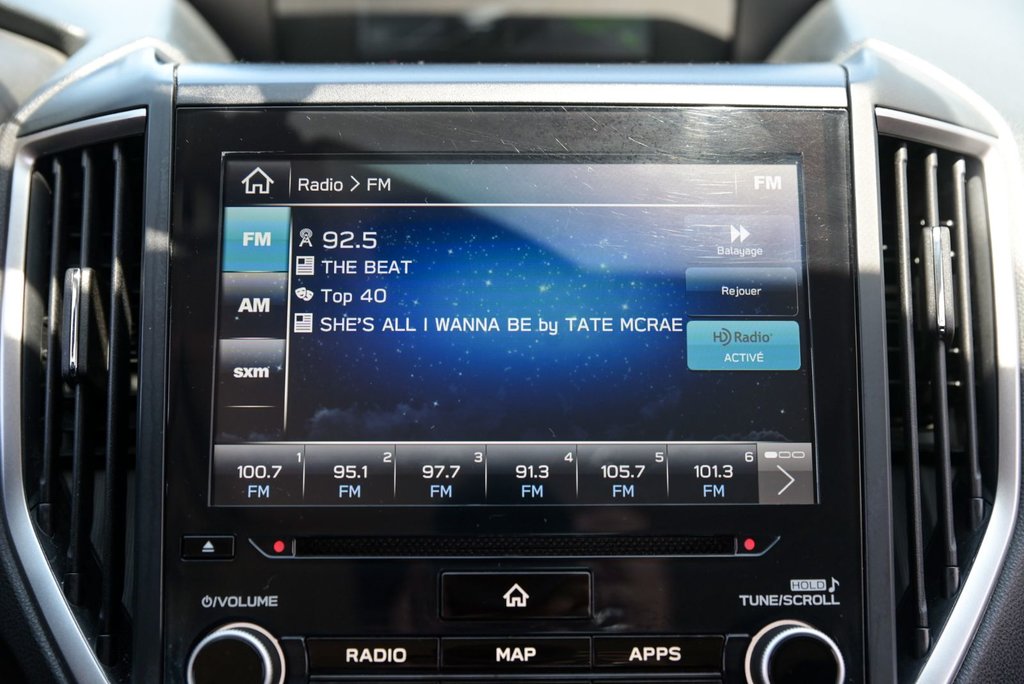 Radio > FM
FM
FM
92.5
THE BEAT
AM
Top 40
SHE'S ALL I WANNA BE by TATE MCRAE
sxm
Balayage
Rejouer
HD Radio
ACTIVÉ
1 2 3 4 5 6
100.7 95.1 97.7 91.3 105.7 101.3
FM FM FM FM FM FM
HOLD
VOLUME
TUNE/SCROLL
RADIO MAP APPS